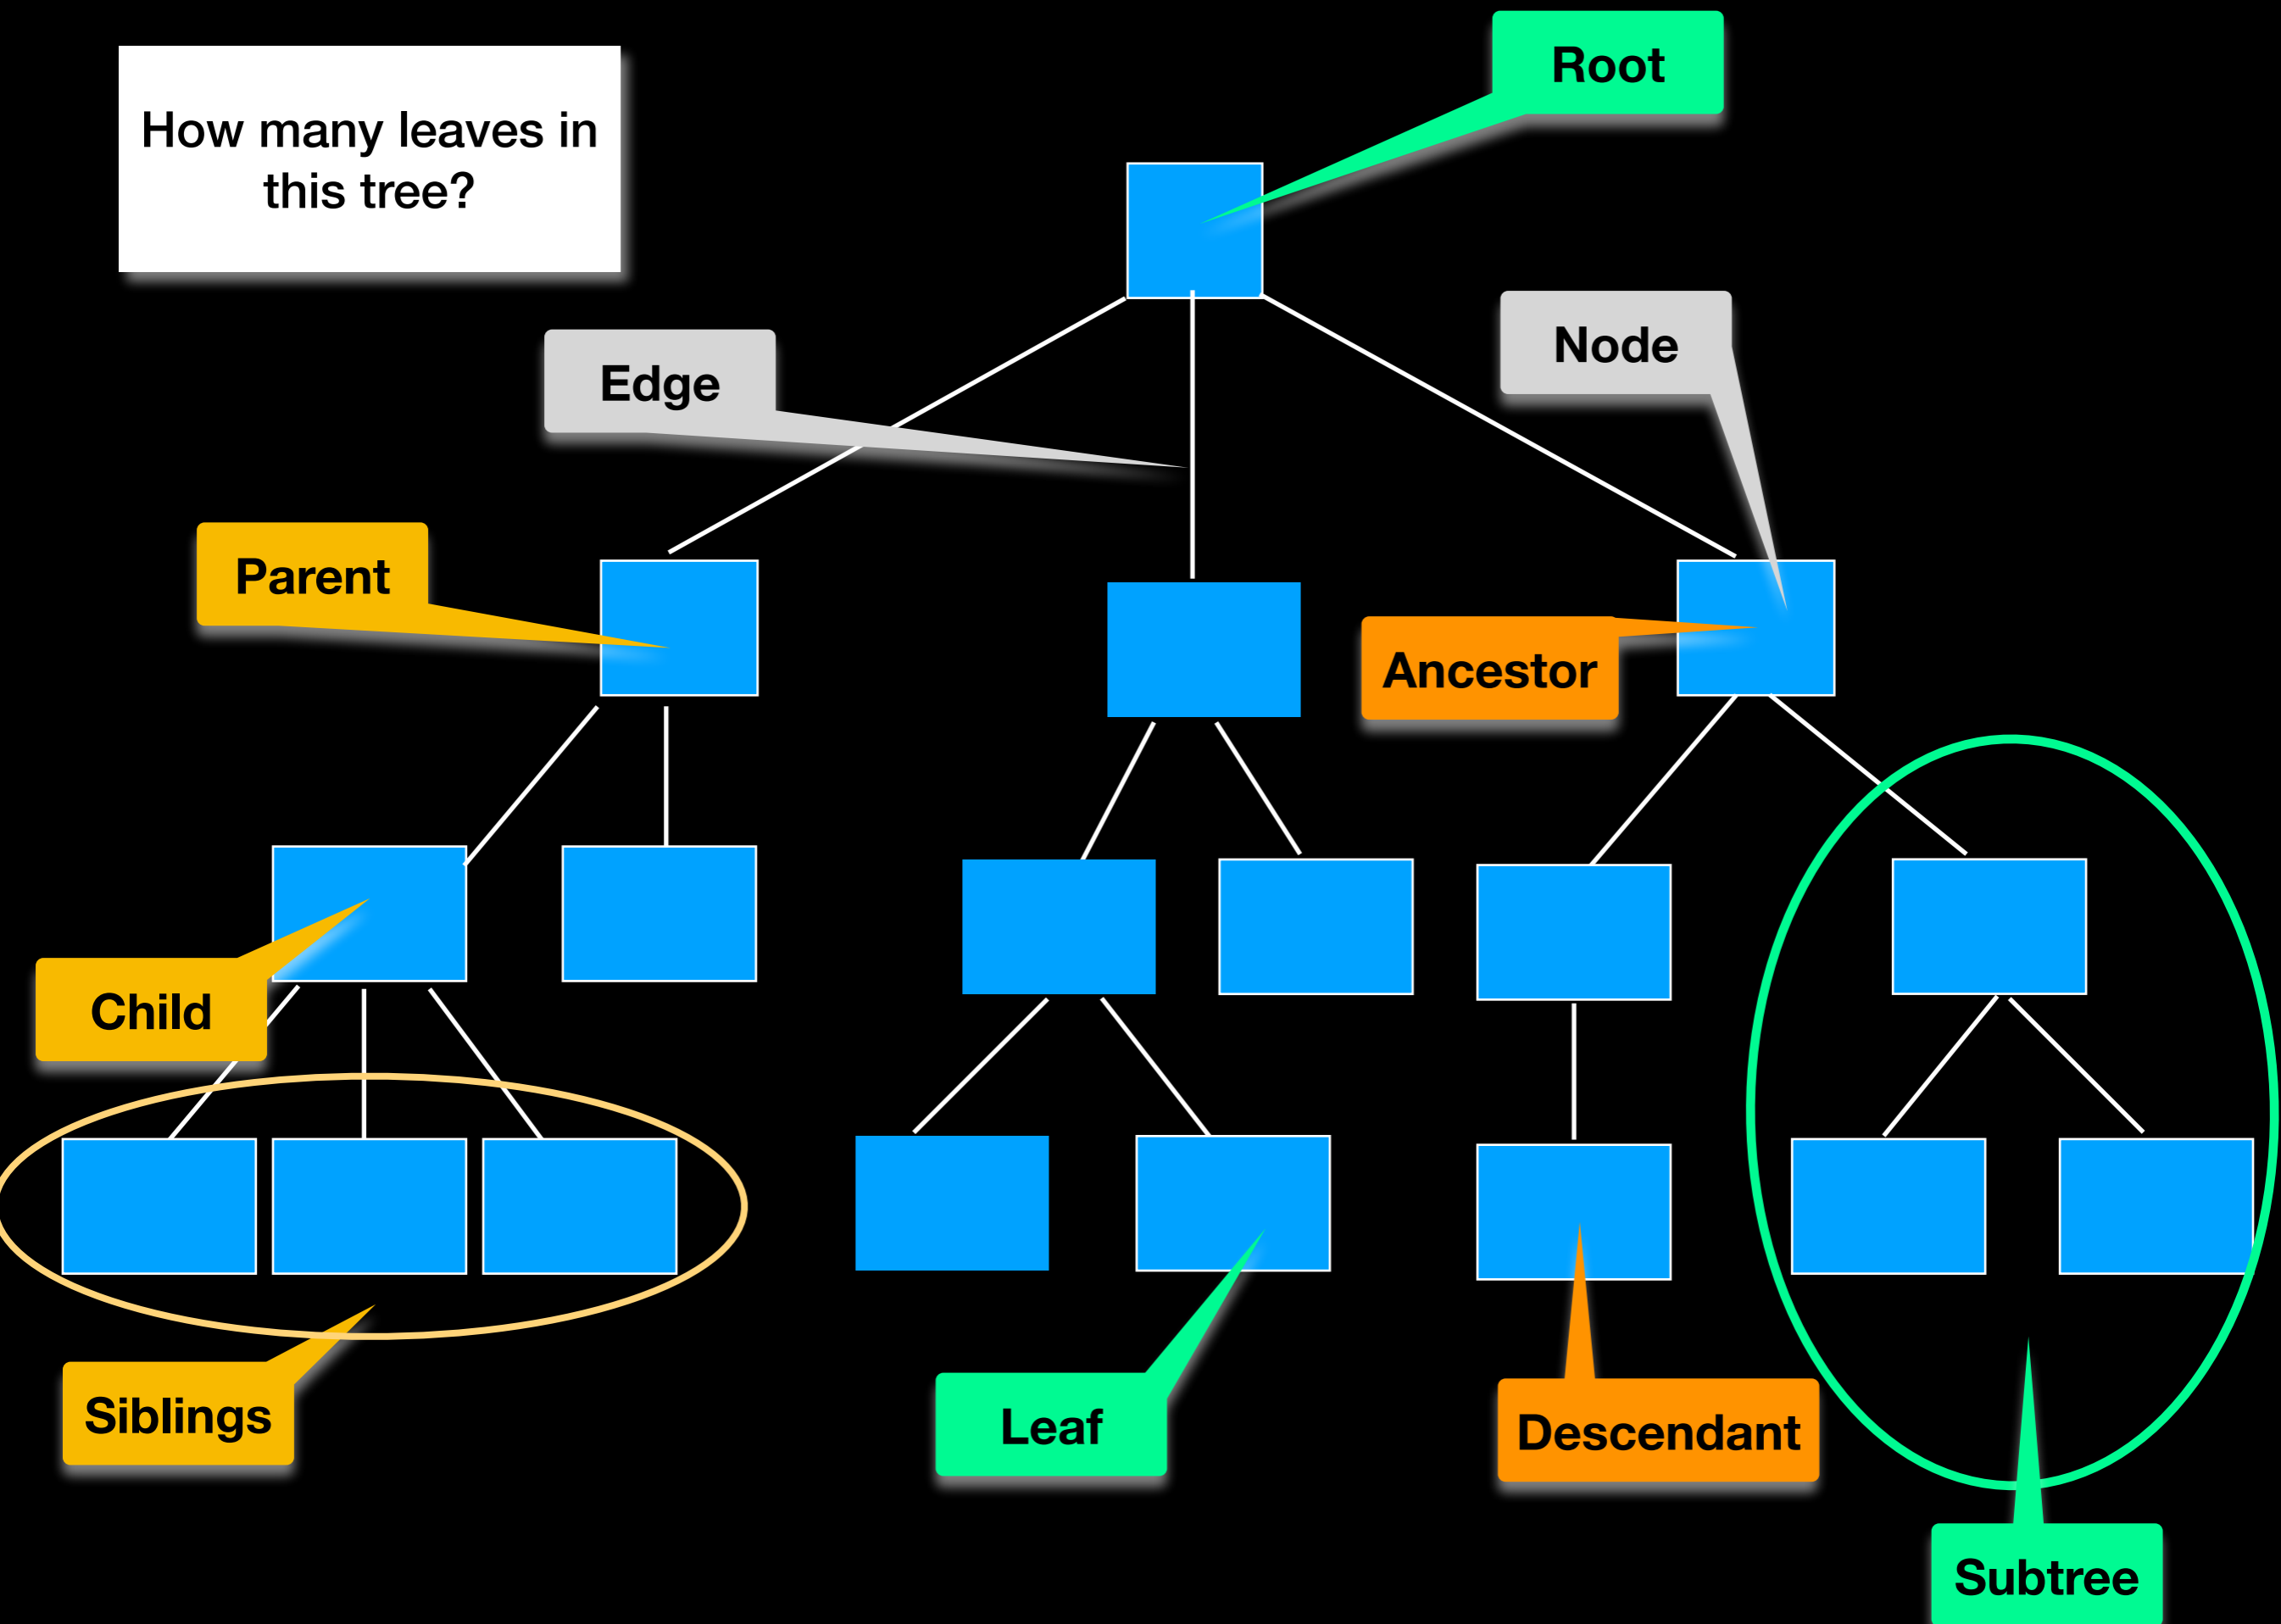 Root
How many leaves in
this tree?
Node
Edge
Parent
Ancestor
Child
Siblings
Leaf
Descendant
Subtree